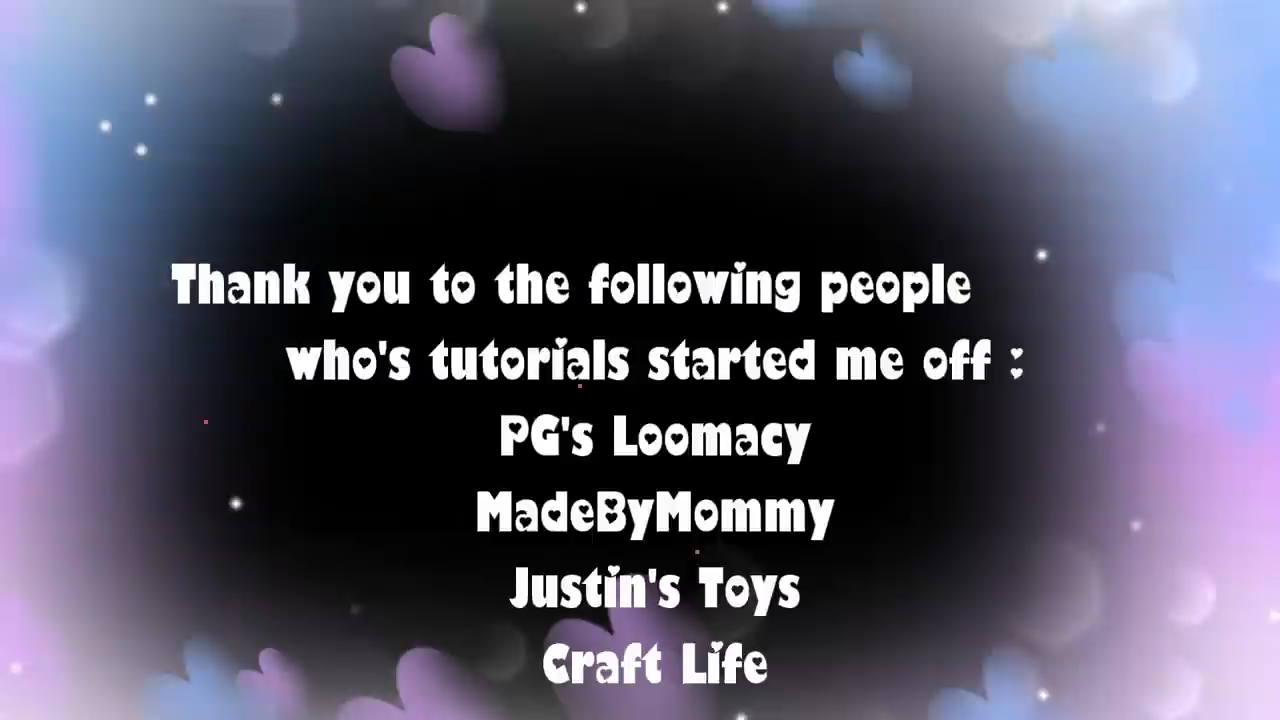 Thank you to the following people
who's tutorials started me off :
PG's Loomacy
MadeByMommy
Justin's Toys
Craft Life